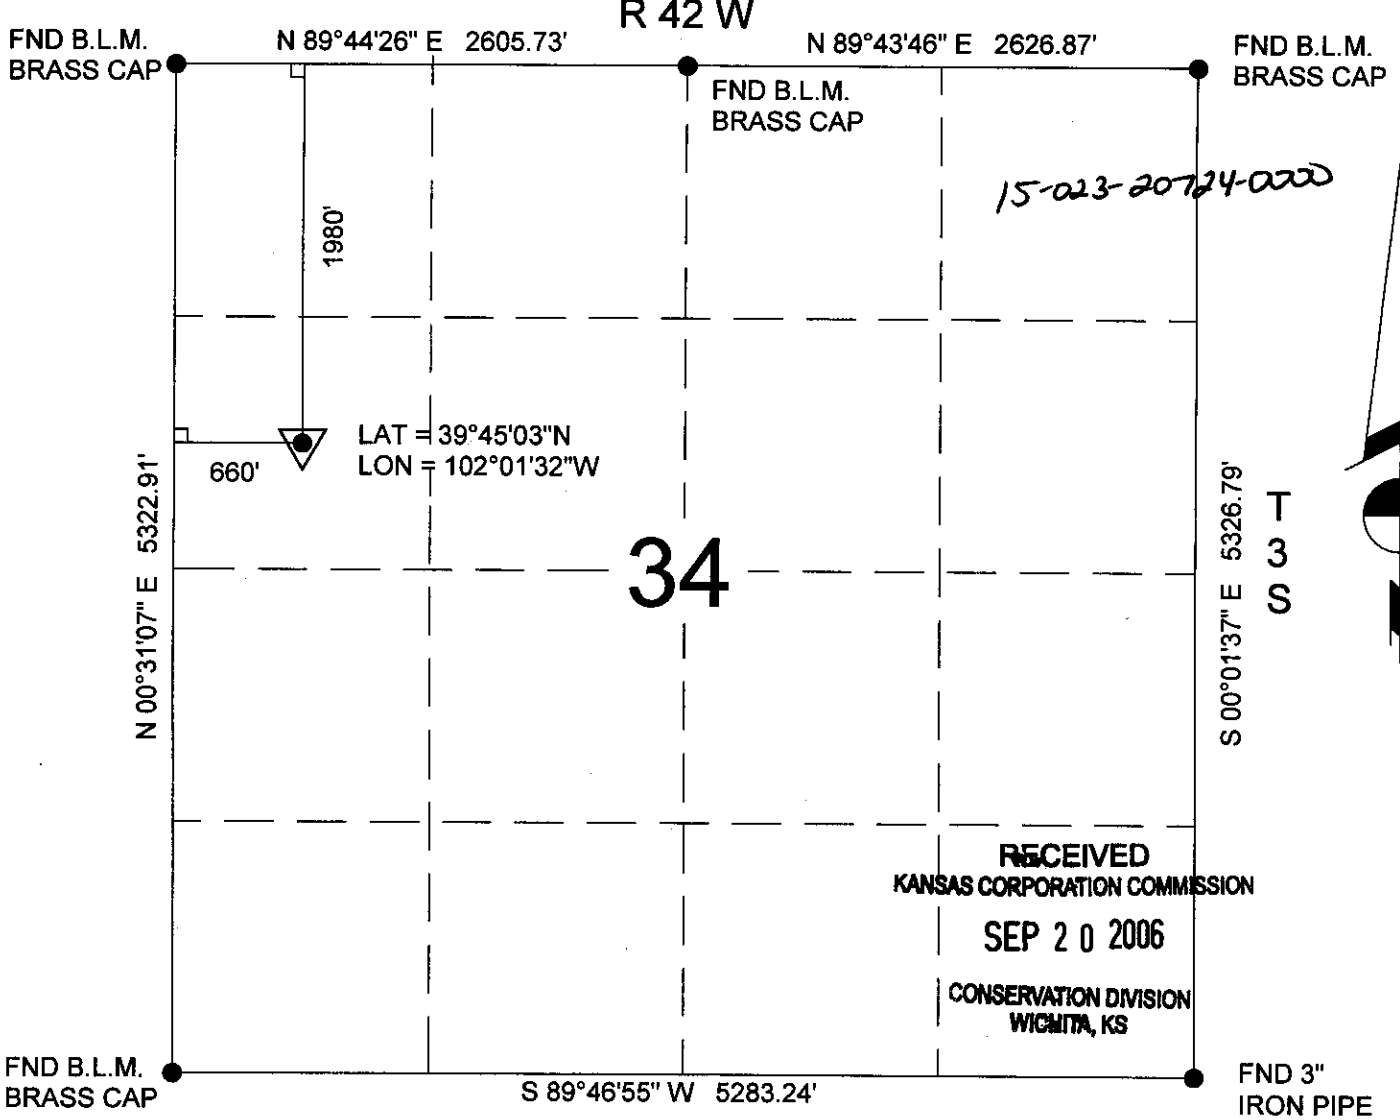 R 42 W
FND B.L.M.
BRASS CAP
N 89°44'26" E 2605.73'
N 89°43'46" E 2626.87'
FND B.L.M.
BRASS CAP
FND B.L.M.
BRASS CAP
15-023-20724-0000
1980'
LAT = 39°45'03"N
LON = 102°01'32"W
660'
N 00°31'07" E 5322.91'
34
S 00°01'37" E 5326.79'
T
3
S
RECEIVED
KANSAS CORPORATION COMMISSION
SEP 20 2006
CONSERVATION DIVISION
WICHITA, KS
FND B.L.M.
BRASS CAP
S 89°46'55" W 5283.24'
FND 3"
IRON PIPE